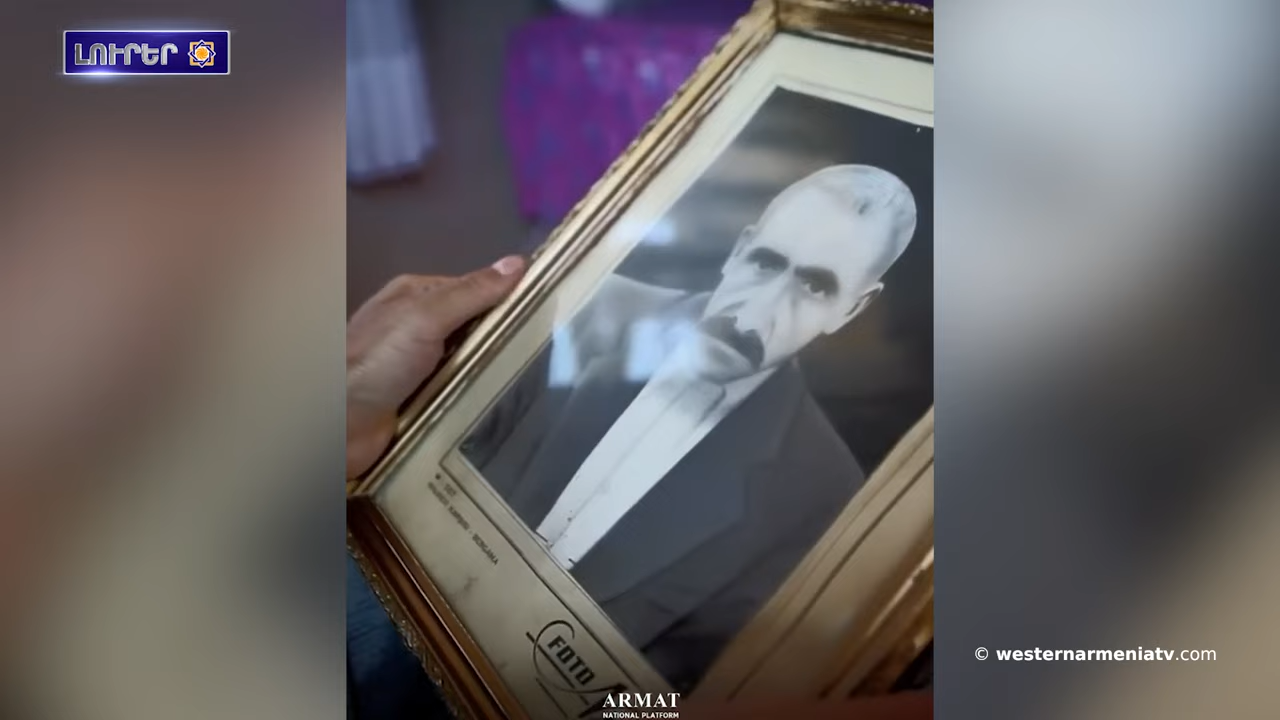 ԼՈՒՐԵՐ
FOTO
ARMAT
NATIONAL PLATFORM
© westernarmeniatv.com